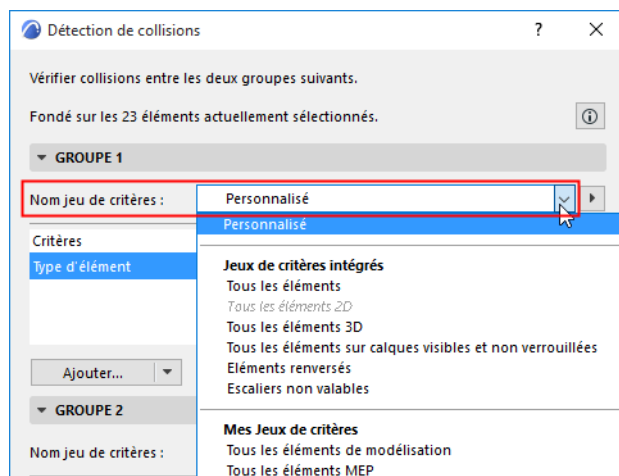 Détection de collisions
?
Vérifier collisions entre les deux groupes suivants.
Fondé sur les 23 éléments actuellement sélectionnés.
GROUPE 1
Nom jeu de critères : Personnalisé
Personnalisé
Critères
Type d'élément
Jeux de critères intégrés
Tous les éléments
Tous les éléments 2D
Tous les éléments 3D
Tous les éléments sur calques visibles et non verrouillées
Eléments renversés
Escaliers non valables
Ajouter...
GROUPE 2
Mes Jeux de critères
Tous les éléments de modélisation
Nom jeu de critères :
Tous les éléments MEP